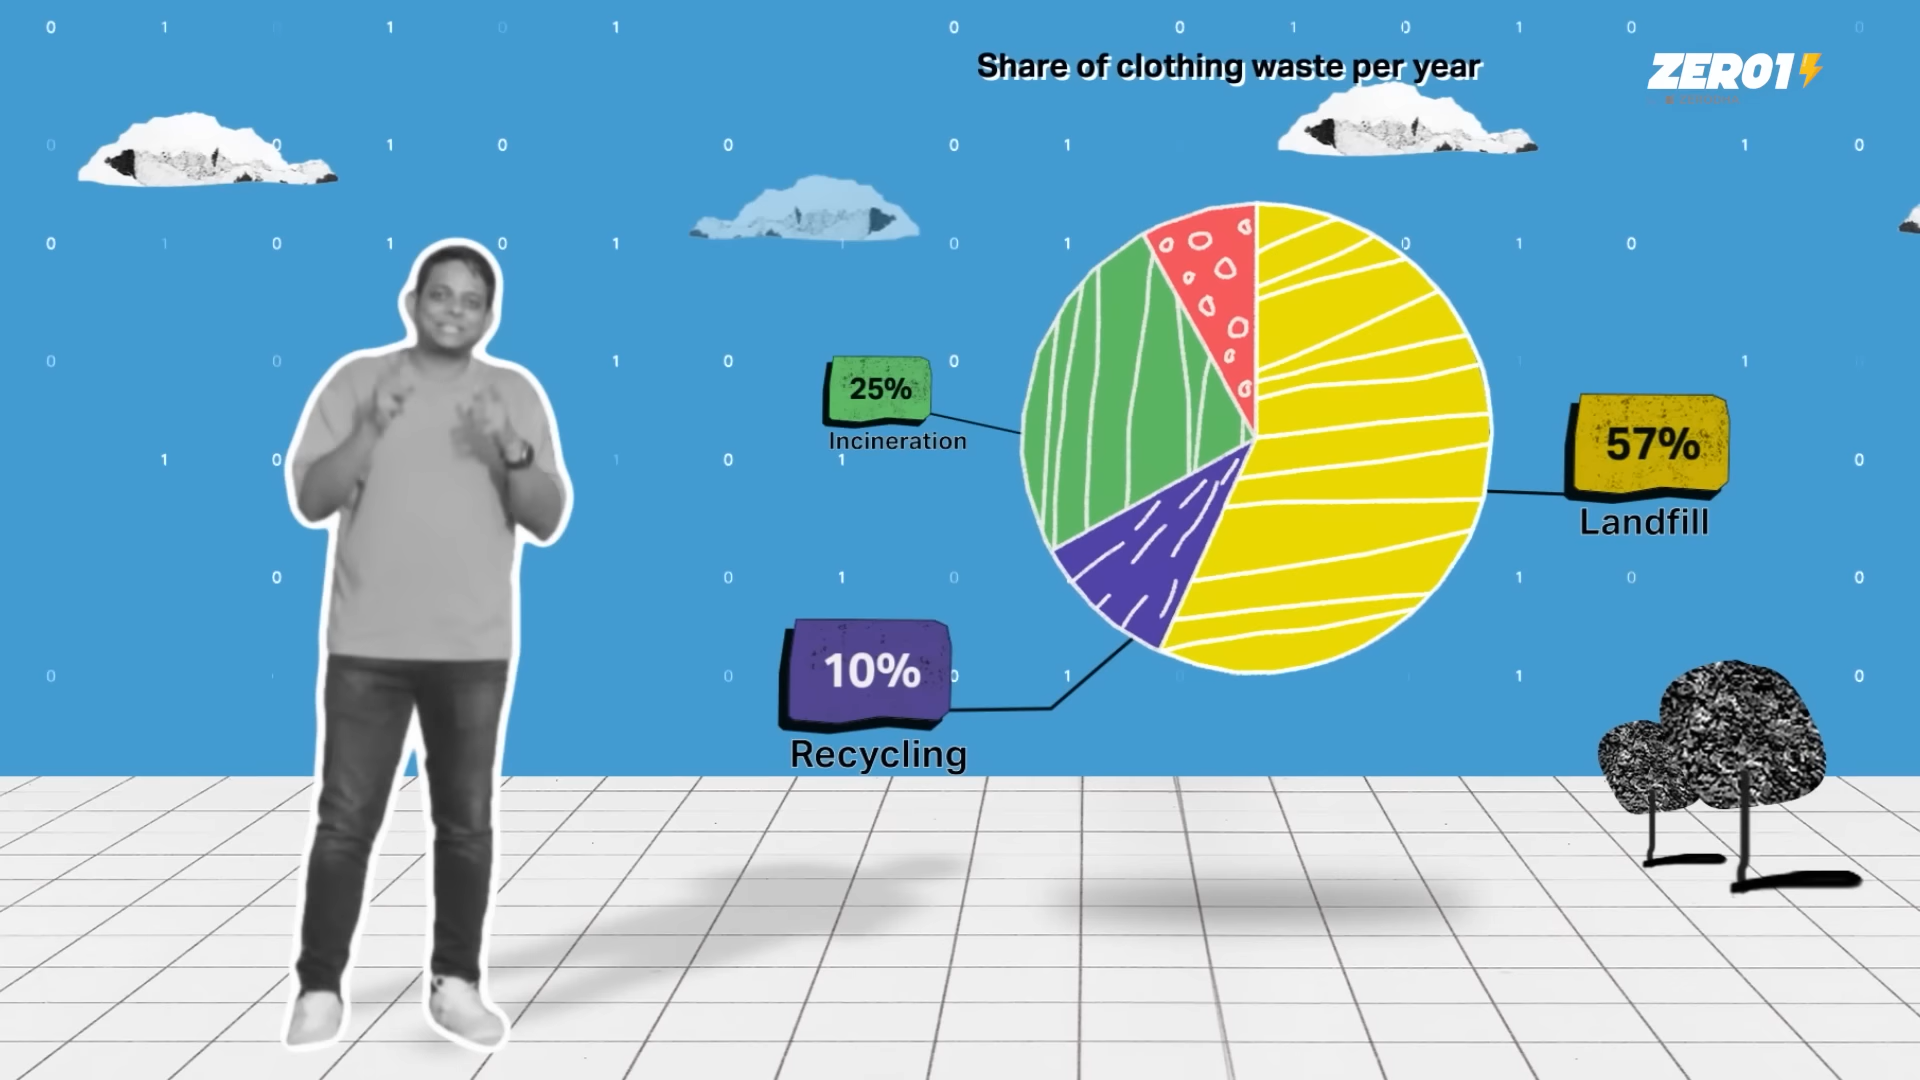 Share of clothing waste per year
ZERO1
25%
Incineration
57%
Landfill
10%
Recycling